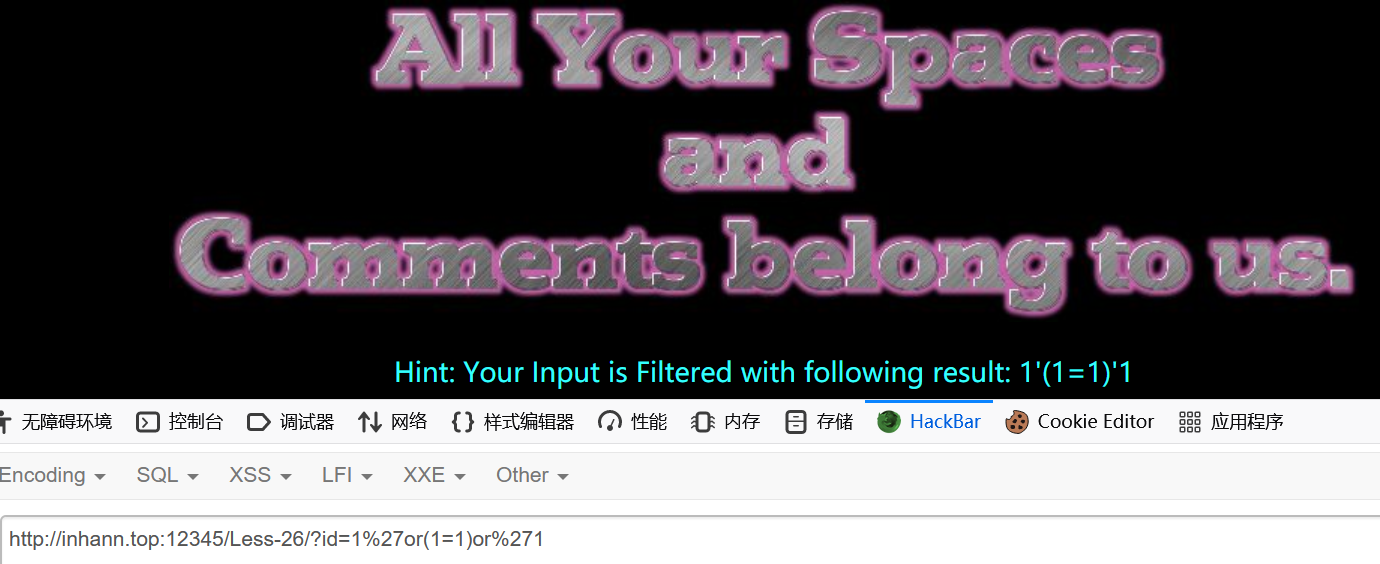 All Your Spaces
and
Comments belong to us.
Hint: Your Input is Filtered with following result: 1'(1=1)'1
无障碍环境 控制台 调试器 网络 样式编辑器 性能 内存 存储 HackBar Cookie Editor 应用程序
Encoding SQL XSS LFI XXE Other
http://inhann.top:12345/Less-26/?id=1%27or(1=1)or%271